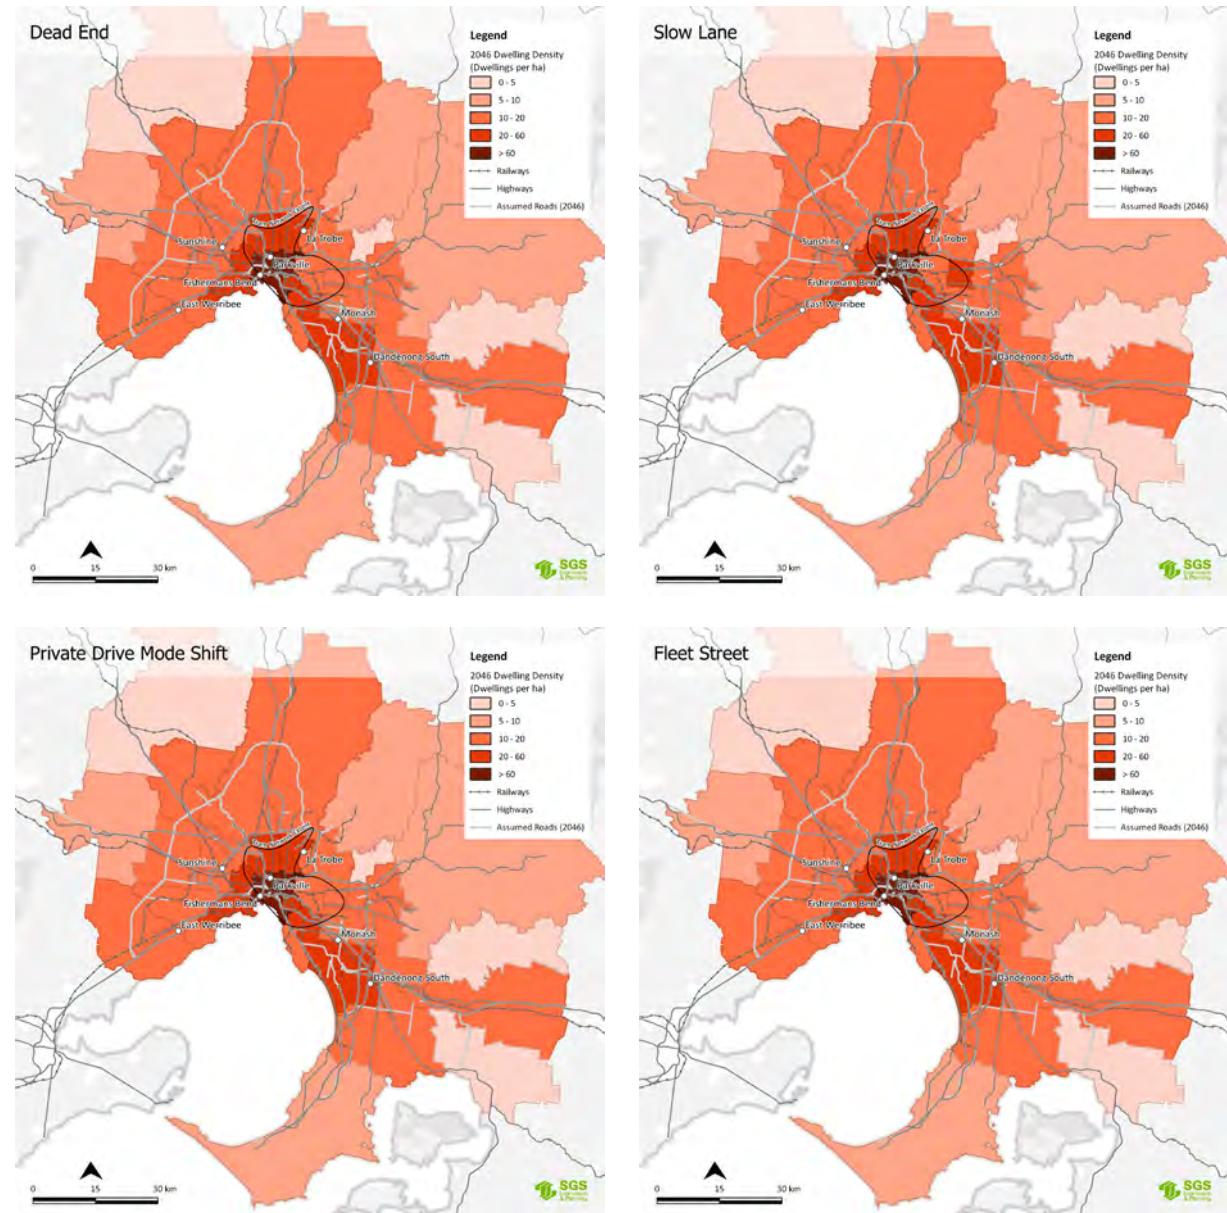 Dead End
Legend
2046 Dwelling Density
(Dwellings per ha)
0 - 5
5 - 10
10 - 20
20 - 60
> 60
Railways
Highways
Assumed Roads (2046)
Sunshine
La Trobe
Parkville
Fishermans Bend
East Werribee
Monash
Dandenong South
0 15 30 km
SGS
Economics
& Planning
Slow Lane
Legend
2046 Dwelling Density
(Dwellings per ha)
0 - 5
5 - 10
10 - 20
20 - 60
> 60
Railways
Highways
Assumed Roads (2046)
Sunshine
La Trobe
Parkville
Fishermans Bend
East Werribee
Monash
Dandenong South
0 15 30 km
SGS
Economics
& Planning
Private Drive Mode Shift
Legend
2046 Dwelling Density
(Dwellings per ha)
0 - 5
5 - 10
10 - 20
20 - 60
> 60
Railways
Highways
Assumed Roads (2046)
Sunshine
La Trobe
Parkville
Fishermans Bend
East Werribee
Monash
Dandenong South
0 15 30 km
SGS
Economics
& Planning
Fleet Street
Legend
2046 Dwelling Density
(Dwellings per ha)
0 - 5
5 - 10
10 - 20
20 - 60
> 60
Railways
Highways
Assumed Roads (2046)
Sunshine
La Trobe
Parkville
Fishermans Bend
East Werribee
Monash
Dandenong South
0 15 30 km
SGS
Economics
& Planning